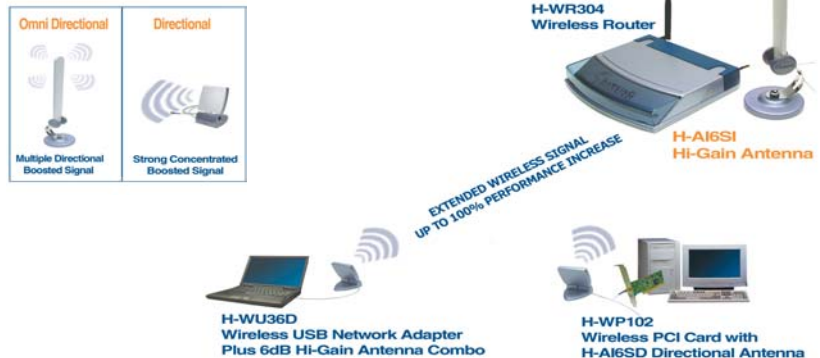 Omni Directional
Directional
Multiple Directional
Boosted Signal
Strong Concentrated
Boosted Signal
H-WR304
Wireless Router
H-AI6SI
Hi-Gain Antenna
EXTENDED WIRELESS SIGNAL
UP TO 100% PERFORMANCE INCREASE
H-WU36D
Wireless USB Network Adapter
Plus 6dB Hi-Gain Antenna Combo
H-WP102
Wireless PCI Card with
H-AI6SD Directional Antenna